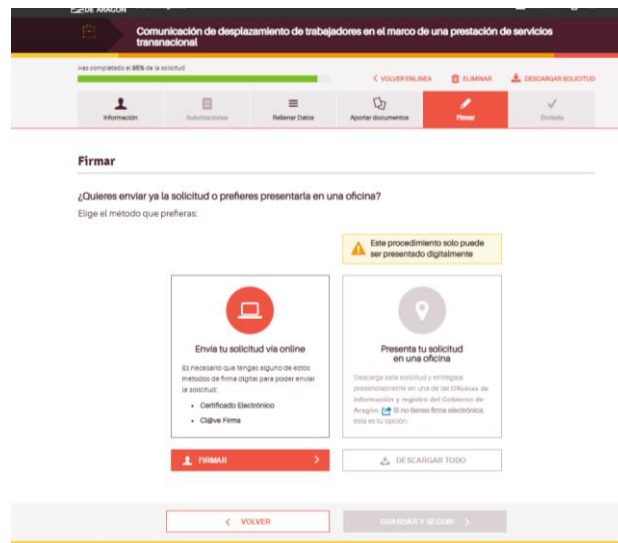 DE ARAGON
Comunicación de desplazamiento de trabajadores en el marco de una prestación de servicios
transnacional
Has completado el 95% de la solicitud
VOLVER EN LINEA
ELIMINAR
DESCARGAR SOLICITUD
Información
Autorizaciones
Rellenar Datos
Aportar documentos
Firmar
Enviada
Firmar
¿Quieres enviar ya la solicitud o prefieres presentarla en una oficina?
Elige el método que prefieras:
Este procedimiento solo puede
ser presentado digitalmente
Envía tu solicitud vía online
Es necesario que tengas alguno de estos
métodos de firma digital para poder enviar
la solicitud:
• Certificado Electrónico
• Cl@ve Firma
FIRMAR
Presenta tu solicitud
en una oficina
Descarga esta solicitud y entrégala
presencialmente en una de las Oficinas de
información y registro del Gobierno de
Aragón. Si no tienes firma electrónica,
esta es tu opción.
DESCARGAR TODO
VOLVER
GUARDAR Y SEGUIR